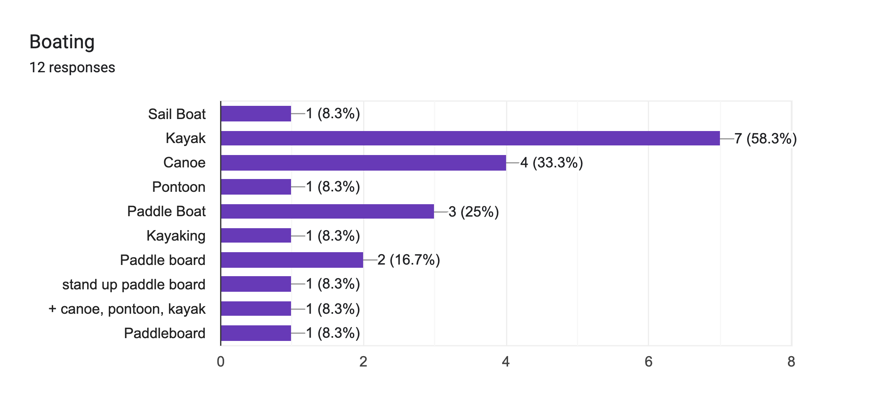 Boating
12 responses
Sail Boat 1 (8.3%)
Kayak 7 (58.3%)
Canoe 4 (33.3%)
Pontoon 1 (8.3%)
Paddle Boat 3 (25%)
Kayaking 1 (8.3%)
Paddle board 2 (16.7%)
stand up paddle board 1 (8.3%)
+ canoe, pontoon, kayak 1 (8.3%)
Paddleboard 1 (8.3%)
0 2 4 6 8